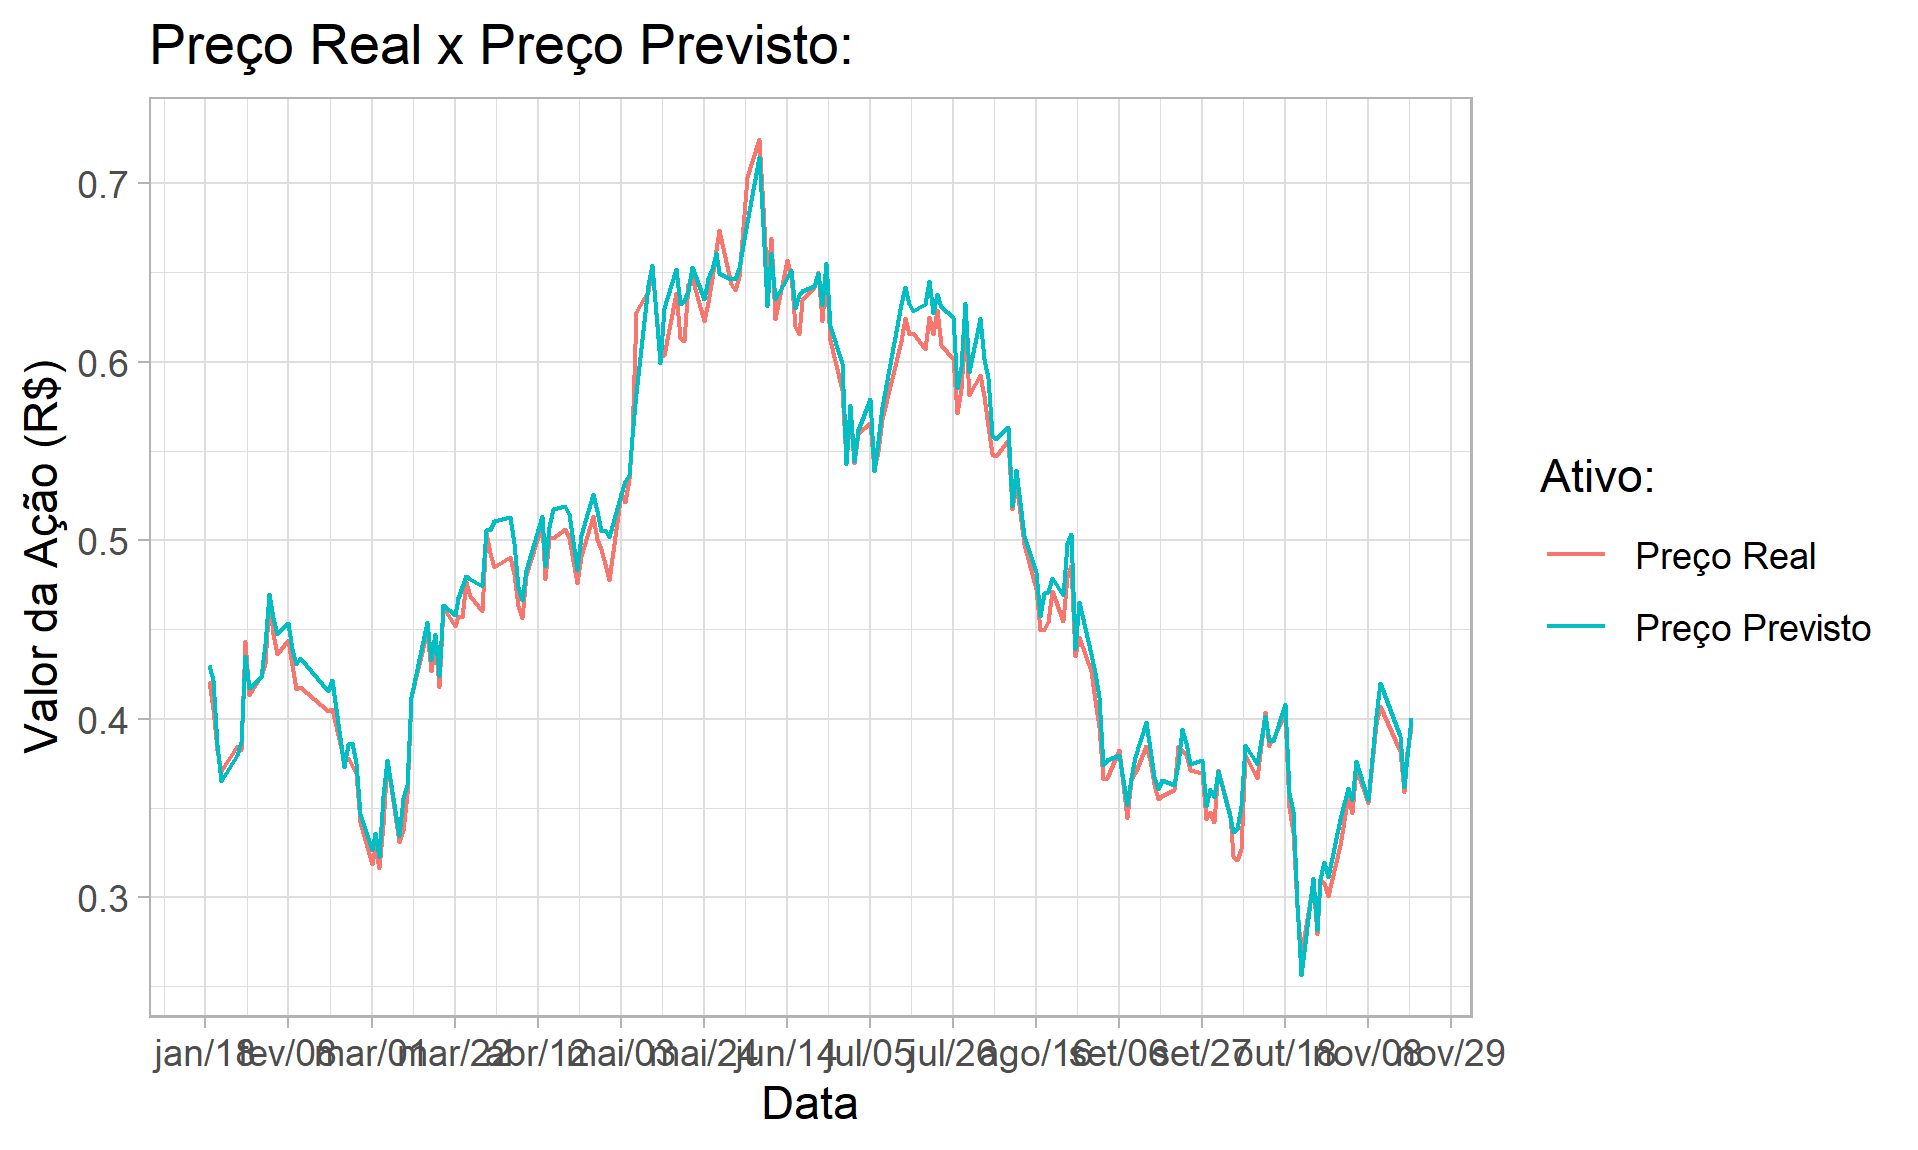 Preço Real x Preço Previsto:
Valor da Ação (R$)
0.7
0.6
0.5
0.4
0.3
jan/18 fev/08 mar/01 mar/22 abr/12 mai/03 mai/24 jun/14 jul/05 jul/26 ago/16 set/06 set/27 out/18 nov/08 nov/29
Data
Ativo:
Preço Real
Preço Previsto